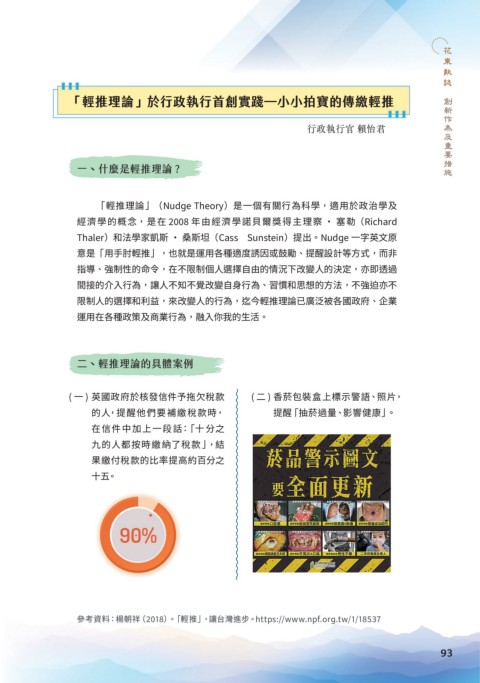 花東執誌 創新作為及重要措施
「輕推理論」於行政執行首創實踐—小小拍寶的傳繳輕推
行政執行官 賴怡君
一、什麼是輕推理論？
「輕推理論」（Nudge Theory）是一個有關行為科學，適用於政治學及
經濟學的概念，是在 2008 年由經濟學諾貝爾獎得主理察 · 塞勒（Richard
Thaler）和法學家凱斯 · 桑斯坦（Cass Sunstein）提出。Nudge 一字英文原
意是「用手肘輕推」，也就是運用各種適度誘因或鼓勵、提醒設計等方式，而非
指導、強制性的命令，在不限制個人選擇自由的情況下改變人的決定，亦即透過
間接的介入行為，讓人不知不覺改變自身行為、習慣和思想的方法，不強迫亦不
限制人的選擇和利益，來改變人的行為，迄今輕推理論已廣泛被各國政府、企業
運用在各種政策及商業行為，融入你我的生活。
二、輕推理論的具體案例
(一) 英國政府於核發信件予拖欠稅款
的人，提醒他們要補繳稅款時，
在信件中加上一段話：「十分之
九的人都按時繳納了稅款」，結
果繳付稅款的比率提高約百分之
十五。
90%
(二) 香菸包裝盒上標示警語、照片，
提醒「抽菸過量、影響健康」。
菸品警示圖文
要全面更新
參考資料：楊朝祥（2018）。「輕推」，讓台灣進步。https://www.npf.org.tw/1/18537
93